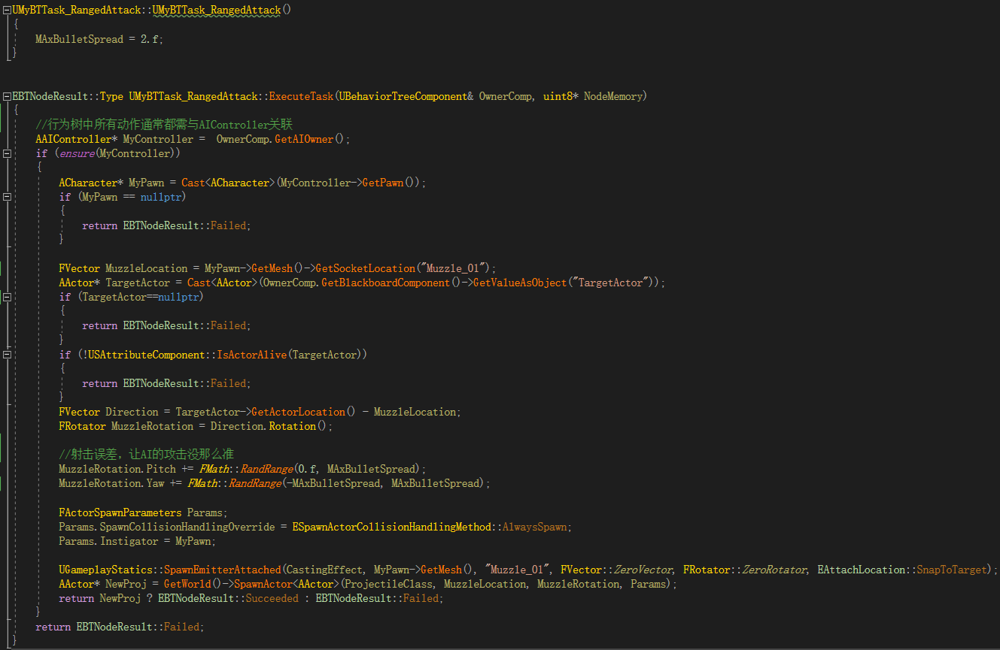 UMyBTTask_RangedAttack::UMyBTTask_RangedAttack()
{
    MAxBulletSpread = 2.f;
}
EBTNodeResult::Type UMyBTTask_RangedAttack::ExecuteTask(UBehaviorTreeComponent& OwnerComp, uint8* NodeMemory)
{
    //行为树中所有动作通常都需与AIController关联
    AAIController* MyController =  OwnerComp.GetAIOwner();
    if (ensure(MyController))
    {
        ACharacter* MyPawn = Cast<ACharacter>(MyController->GetPawn());
        if (MyPawn == nullptr)
        {
            return EBTNodeResult::Failed;
        }
        FVector MuzzleLocation = MyPawn->GetMesh()->GetSocketLocation("Muzzle_01");
        AActor* TargetActor = Cast<AActor>(OwnerComp.GetBlackboardComponent()->GetValueAsObject("TargetActor"));
        if (TargetActor==nullptr)
        {
            return EBTNodeResult::Failed;
        }
        if (!USAttributeComponent::IsActorAlive(TargetActor))
        {
            return EBTNodeResult::Failed;
        }
        FVector Direction = TargetActor->GetActorLocation() - MuzzleLocation;
        FRotator MuzzleRotation = Direction.Rotation();
        //射击误差，让AI的攻击没那么准
        MuzzleRotation.Pitch += FMath::RandRange(0.f, MAxBulletSpread);
        MuzzleRotation.Yaw += FMath::RandRange(-MAxBulletSpread, MAxBulletSpread);
        FActorSpawnParameters Params;
        Params.SpawnCollisionHandlingOverride = ESpawnActorCollisionHandlingMethod::AlwaysSpawn;
        Params.Instigator = MyPawn;
        UGameplayStatics::SpawnEmitterAttached(CastingEffect, MyPawn->GetMesh(), "Muzzle_01", FVector::ZeroVector, FRotator::ZeroRotator, EAttachLocation::SnapToTarget);
        AActor* NewProj = GetWorld()->SpawnActor<AActor>(ProjectileClass, MuzzleLocation, MuzzleRotation, Params);
        return NewProj ? EBTNodeResult::Succeeded : EBTNodeResult::Failed;
    }
    return EBTNodeResult::Failed;
}